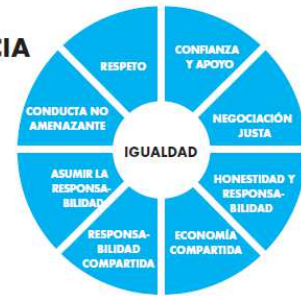 CIA
CONFIANZA
Y APOYO
NEGOCIACIÓN
JUSTA
HONESTIDAD Y
RESPONSA-
BILIDAD
ECONOMÍA
COMPARTIDA
RESPONSA-
BILIDAD
COMPARTIDA
ASUMIR LA
RESPONSA-
BILIDAD
CONDUCTA NO
AMENAZANTE
RESPETO
IGUALDAD